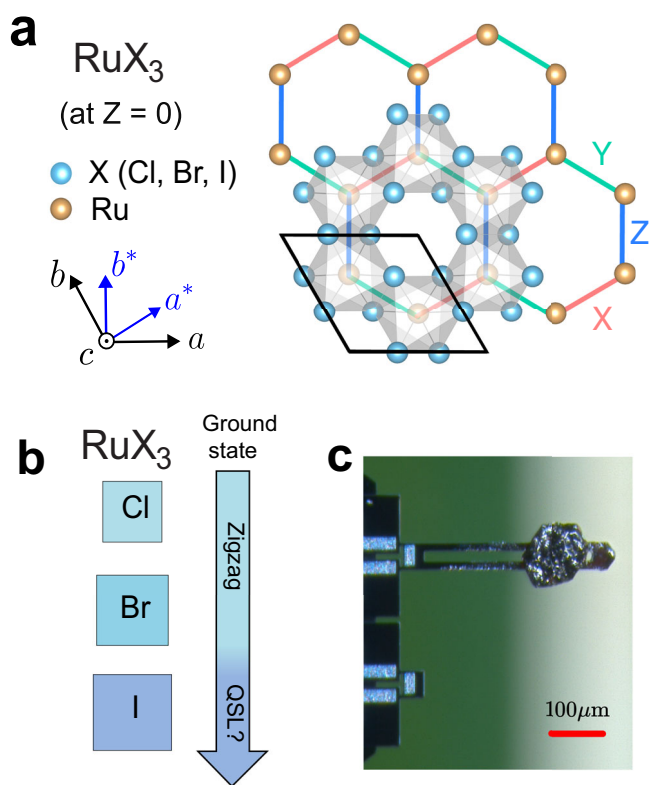 a
RuX₃
(at Z = 0)
X (Cl, Br, I)
Ru
b
b*
a*
a
c
Y
Z
X
b
RuX₃
Ground
state
Cl
Br
I
Zigzag
QSL?
c
100μm